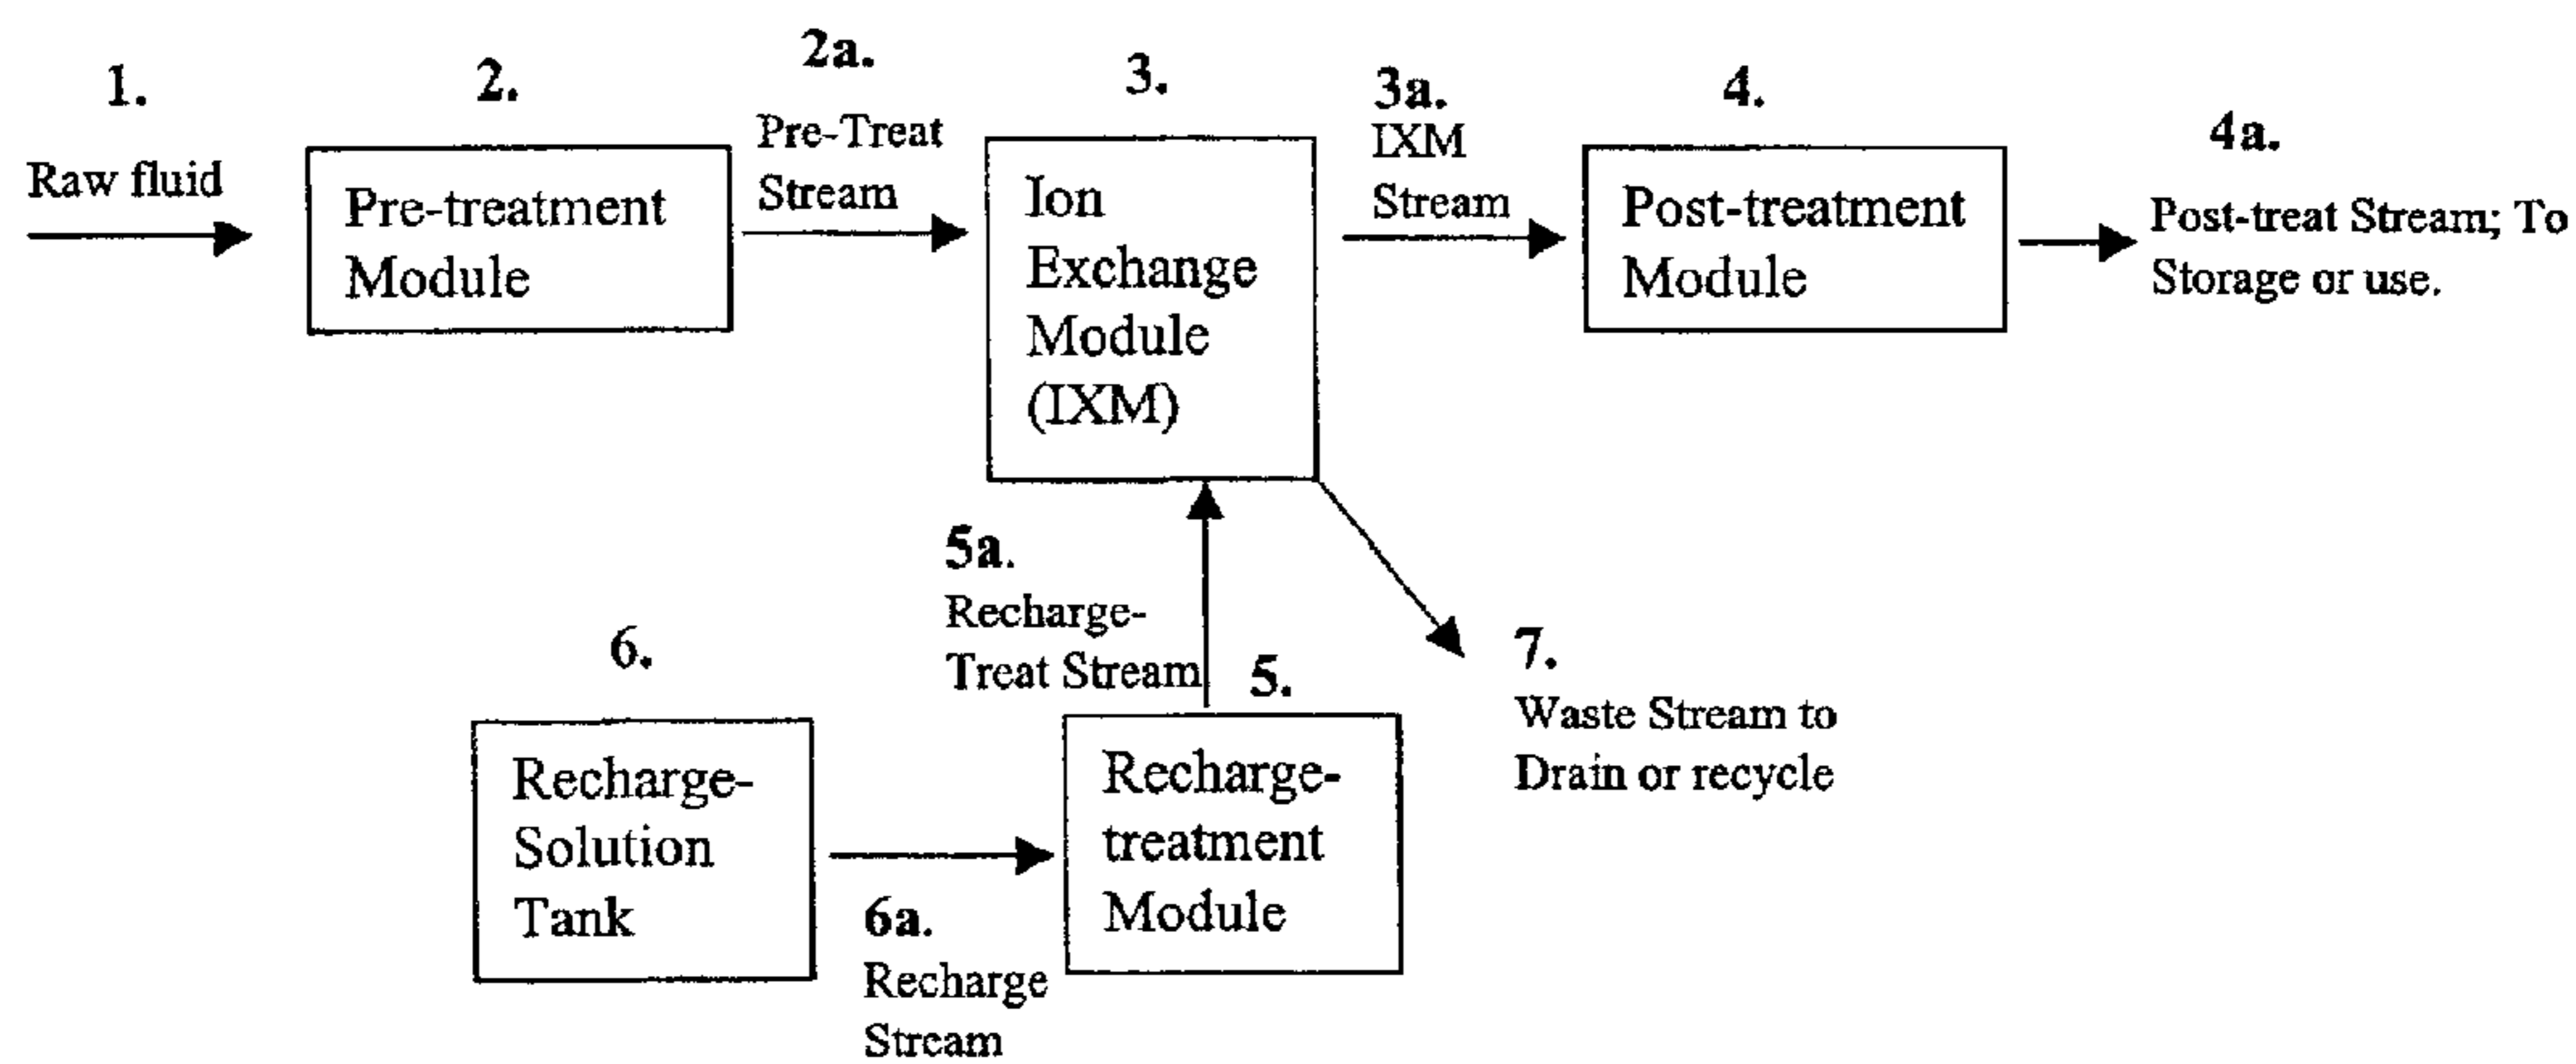 1.
Raw fluid
2.
Pre-treatment
Module
2a.
Pre-Treat
Stream
3.
Ion
Exchange
Module
(IXM)
3a.
IXM
Stream
4.
Post-treatment
Module
4a.
Post-treat Stream; To
Storage or use.
5a.
Recharge-
Treat Stream
5.
Recharge-
treatment
Module
6.
Recharge-
Solution
Tank
6a.
Recharge
Stream
7.
Waste Stream to
Drain or recycle